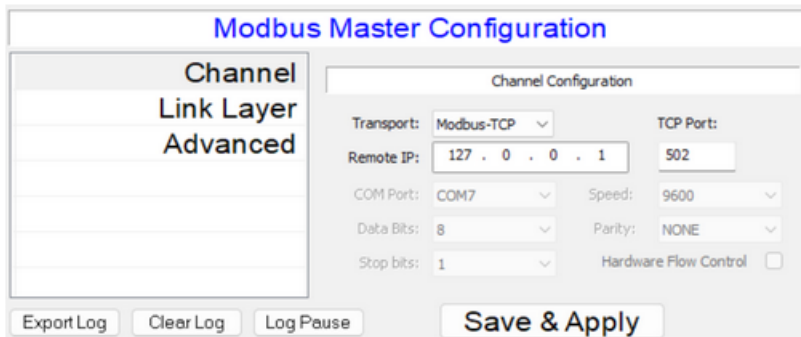 Modbus Master Configuration
Channel
Link Layer
Advanced
Channel Configuration
Transport: Modbus-TCP TCP Port:
Remote IP: 127 . 0 . 0 . 1 502
COM Port: COM7 Speed: 9600
Data Bits: 8 Parity: NONE
Stop bits: 1 Hardware Flow Control
Export Log Clear Log Log Pause Save & Apply